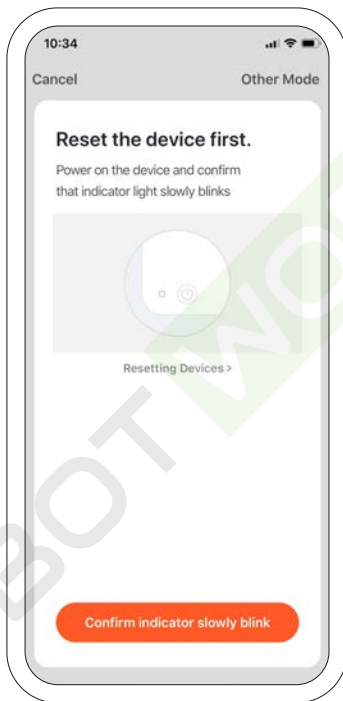 10:34
Cancel Other Mode
Reset the device first.
Power on the device and confirm
that indicator light slowly blinks
Resetting Devices >
Confirm indicator slowly blink
BOTWO